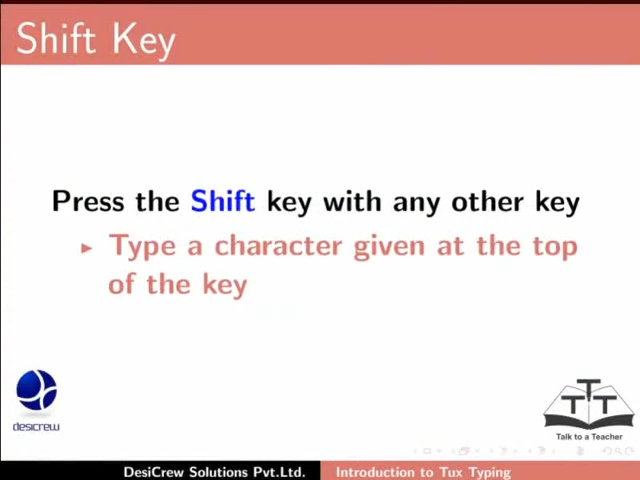 Shift Key
Press the Shift key with any other key
Type a character given at the top
of the key
desicrew
TTT
Talk to a Teacher
DesiCrew Solutions Pvt.Ltd. Introduction to Tux Typing